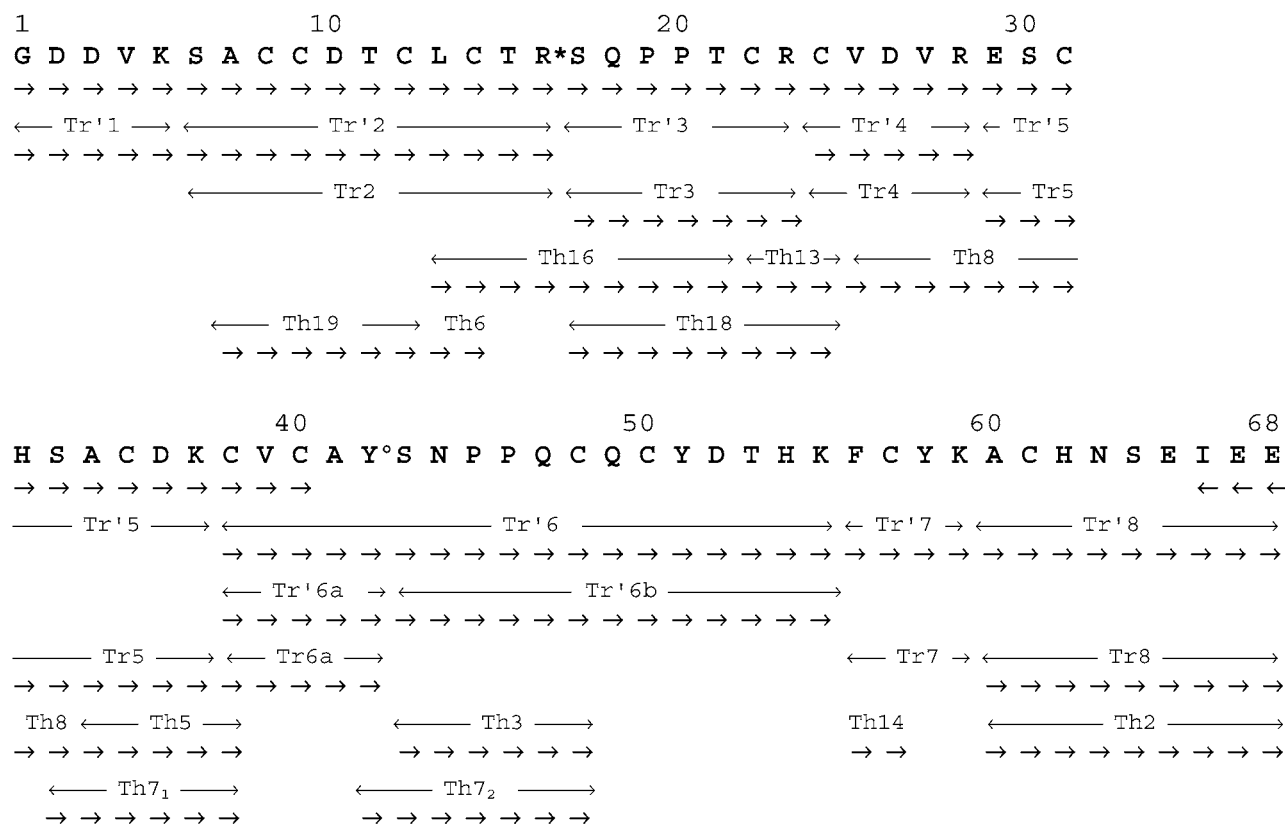 1 10 20 30
G D D V K S A C C D T C L C T R*S Q P P T C R C V D V R E S C
→ → → → → → → → → → → → → → → → → → → → → → → → → → → → → → →
← Tr'1 → ← Tr'2 → ← Tr'3 → ← Tr'4 → ← Tr'5
→ → → → → → → → → → → → → → → → → → → → →
← Tr2 → ← Tr3 → ← Tr4 → ← Tr5
→ → → → → → → → → →
← Th16 → ←Th13→ ← Th8
→ → → → → → → → → → → → → → → → → → →
← Th19 → Th6 ← Th18 →
→ → → → → → → → → → → → → → → →
40 50 60 68
H S A C D K C V C A Y°S N P P Q C Q C Y D T H K F C Y K A C H N S E I E E
→ → → → → → → → → ← ← ←
Tr'5 → ← Tr'6 → ← Tr'7 → ← Tr'8 →
→ → → → → → → → → → → → → → → → → → → → → → → → → → → → → → →
← Tr'6a → ← Tr'6b →
→ → → → → → → → → → → → → → → → → →
Tr5 → ← Tr6a → ← Tr7 → ← Tr8 →
→ → → → → → → → → → → → → → → → → → → →
Th8 ← Th5 → ← Th3 → Th14 ← Th2 →
→ → → → → → → → → → → → → → → → → → → → → → →
← Th7₁ → ← Th7₂ →
→ → → → → → → → → → → → →